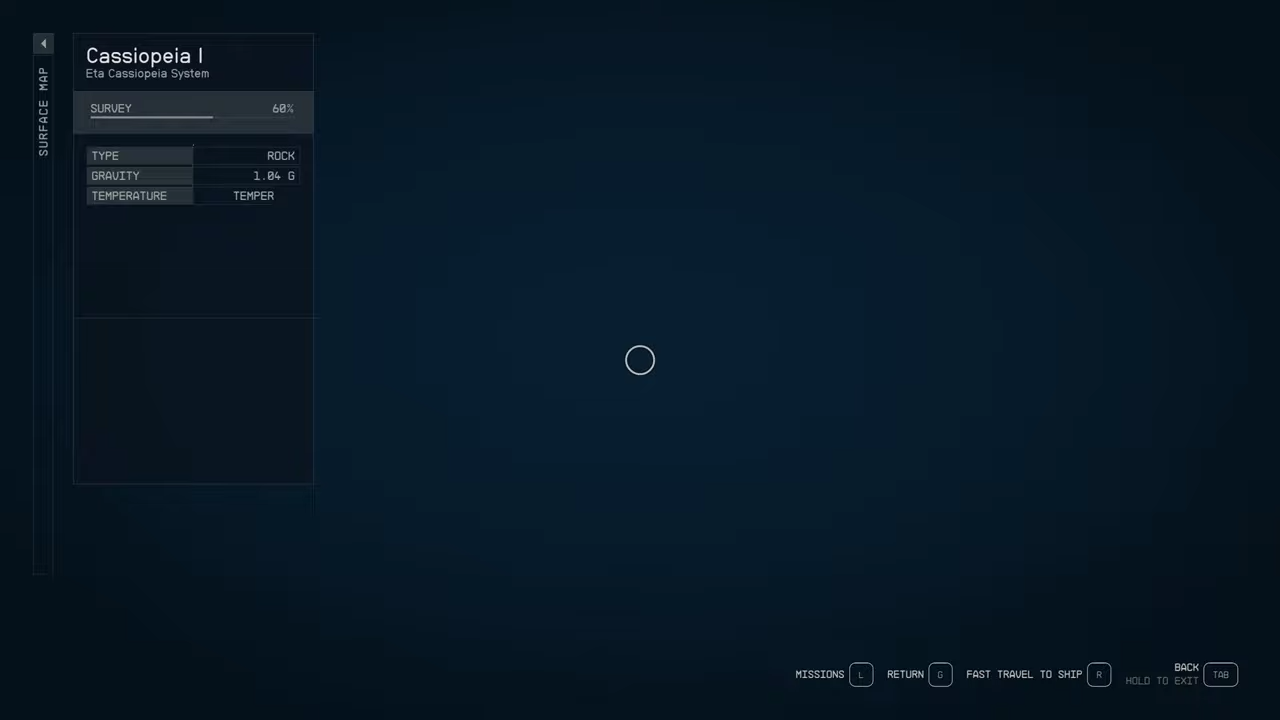 Cassiopeia I
Eta Cassiopeia System
SURFACE MAP
SURVEY 60%
TYPE ROCK
GRAVITY 1.04 G
TEMPERATURE TEMPER
MISSIONS L RETURN G FAST TRAVEL TO SHIP R BACK TAB
HOLD TO EXIT